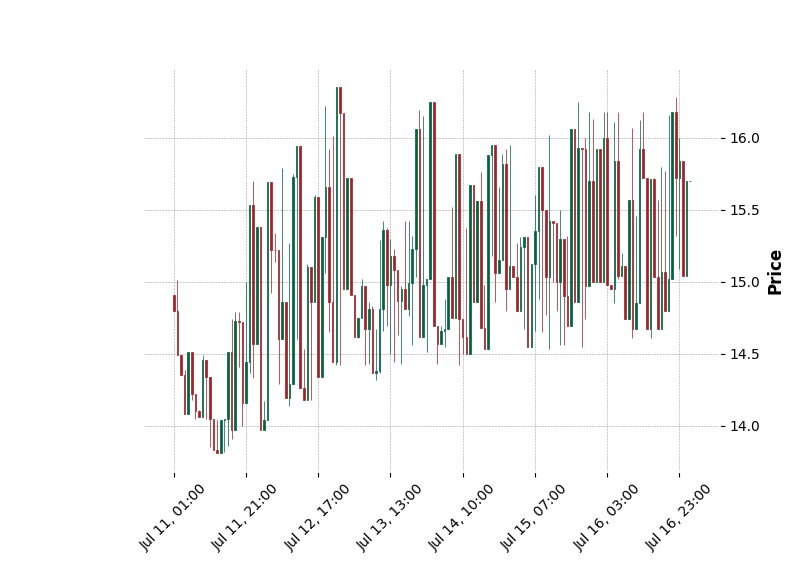 16.0
15.5
15.0
14.5
14.0
Price
Jul 11, 01:00
Jul 11, 21:00
Jul 12, 17:00
Jul 13, 13:00
Jul 14, 10:00
Jul 15, 07:00
Jul 16, 03:00
Jul 16, 23:00